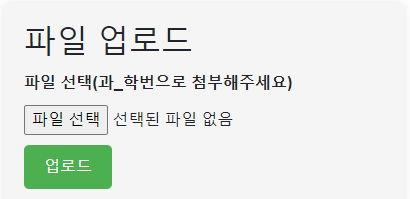 파일 업로드
파일 선택(과_학번으로 첨부해주세요)
파일 선택 선택된 파일 없음
업로드